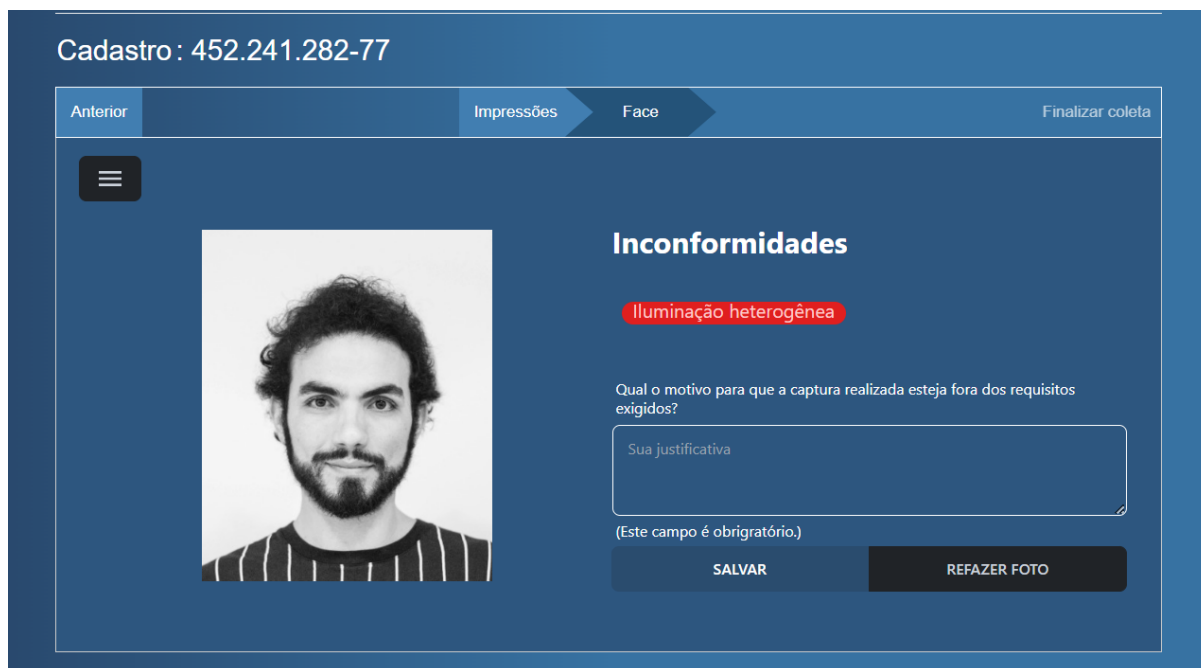 Cadastro : 452.241.282-77
Anterior
Impressões
Face
Finalizar coleta
Inconformidades
Iluminação heterogênea
Qual o motivo para que a captura realizada esteja fora dos requisitos
exigidos?
Sua justificativa
(Este campo é obrigratório.)
SALVAR
REFAZER FOTO